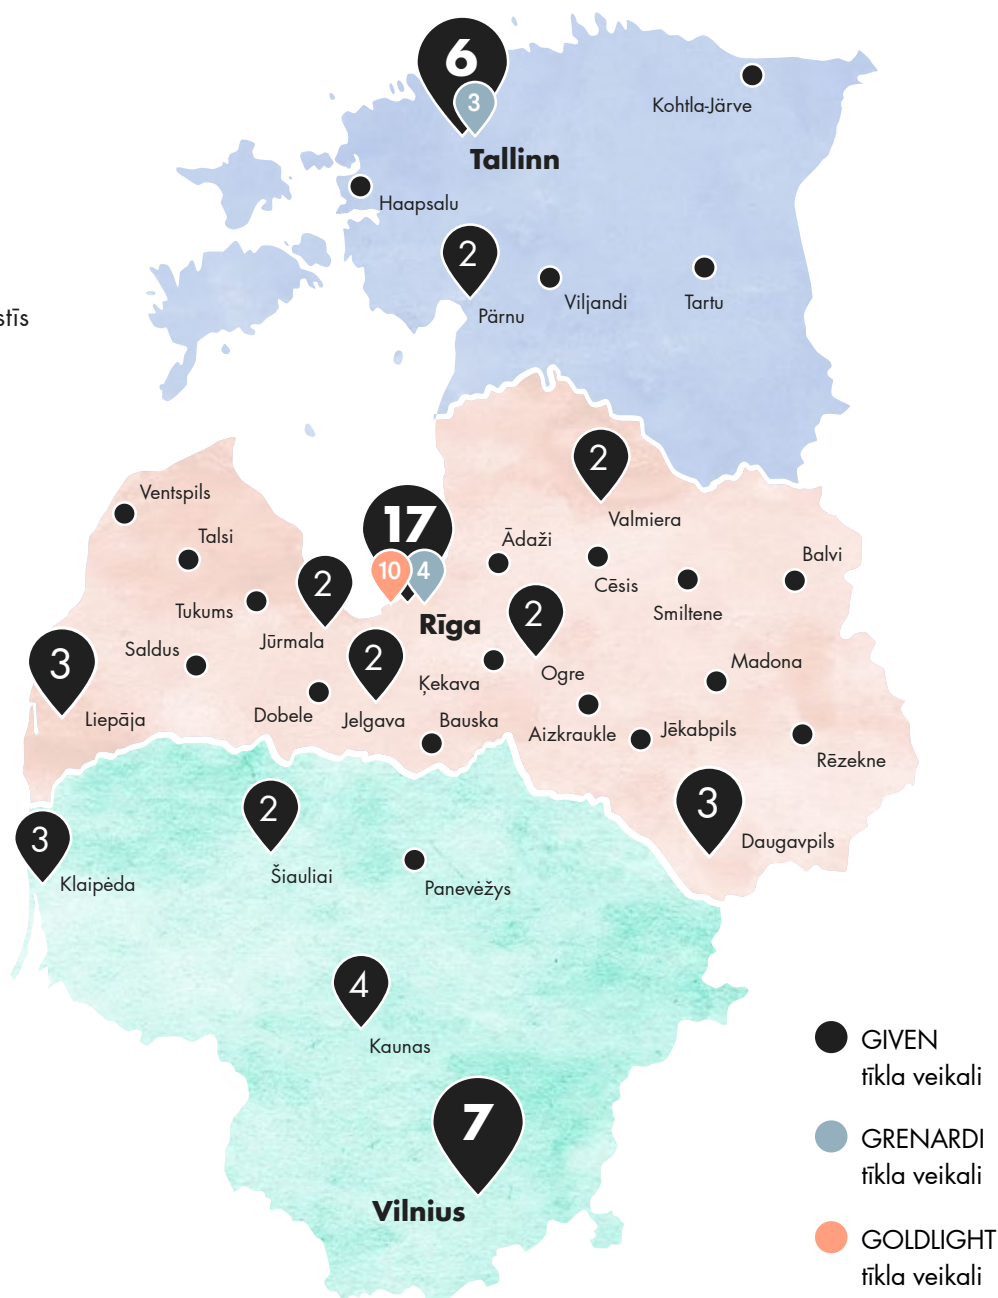 6
3
Tallinn
Kohtla-Järve
Haapsalu
2
Pärnu
Viljandi
Tartu
stīs
2
Valmiera
Ventspils
Talsi
17
10
4
Rīga
Ādaži
Cēsis
Balvi
Smiltene
Tukums
2
Jūrmala
2
Ogre
Saldus
3
Liepāja
Dobele
2
Jelgava
Ķekava
Bauska
Madona
Aizkraukle
Jēkabpils
Rēzekne
3
Daugavpils
3
Klaipėda
2
Šiauliai
Panevėžys
4
Kaunas
7
Vilnius
GIVEN
tīkla veikali
GRENARDI
tīkla veikali
GOLDLIGHT
tīkla veikali